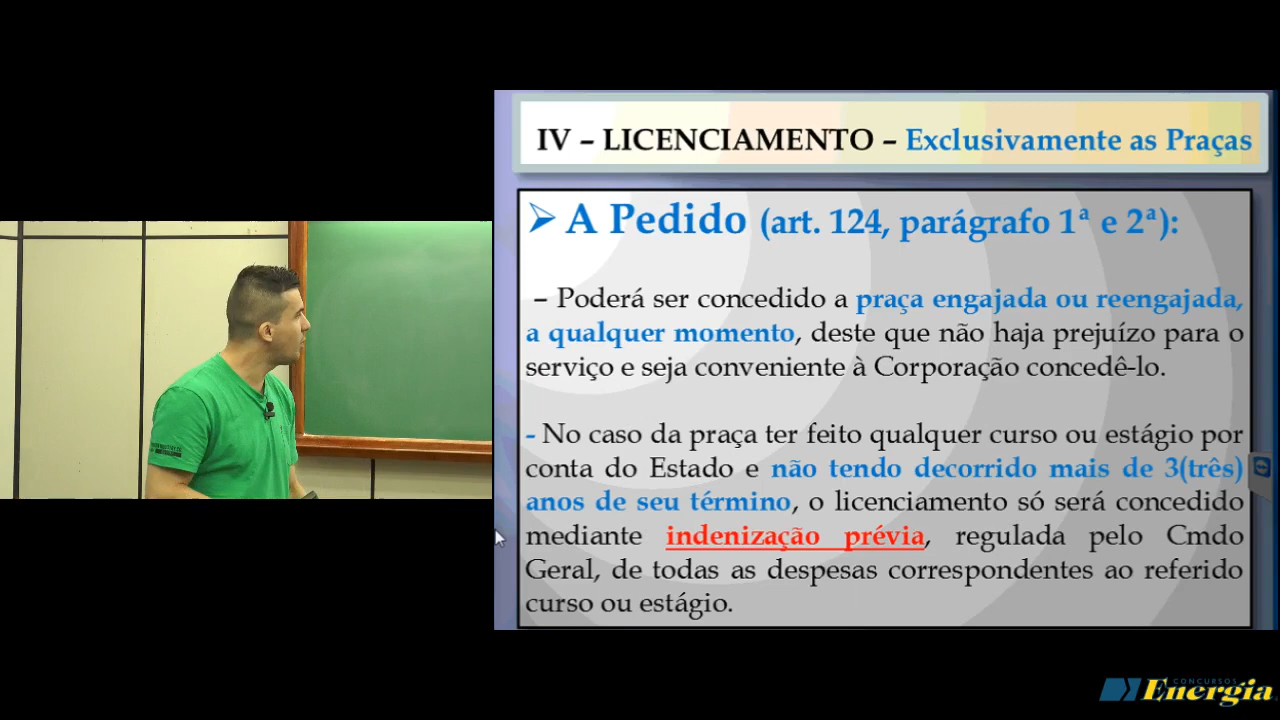 IV – LICENCIAMENTO – Exclusivamente as Praças
A Pedido (art. 124, parágrafo 1ª e 2ª):
– Poderá ser concedido a praça engajada ou reengajada,
a qualquer momento, deste que não haja prejuízo para o
serviço e seja conveniente à Corporação concedê-lo.
- No caso da praça ter feito qualquer curso ou estágio por
conta do Estado e não tendo decorrido mais de 3(três)
anos de seu término, o licenciamento só será concedido
mediante indenização prévia, regulada pelo Cmdo
Geral, de todas as despesas correspondentes ao referido
curso ou estágio.
CONCURSOS
Energia